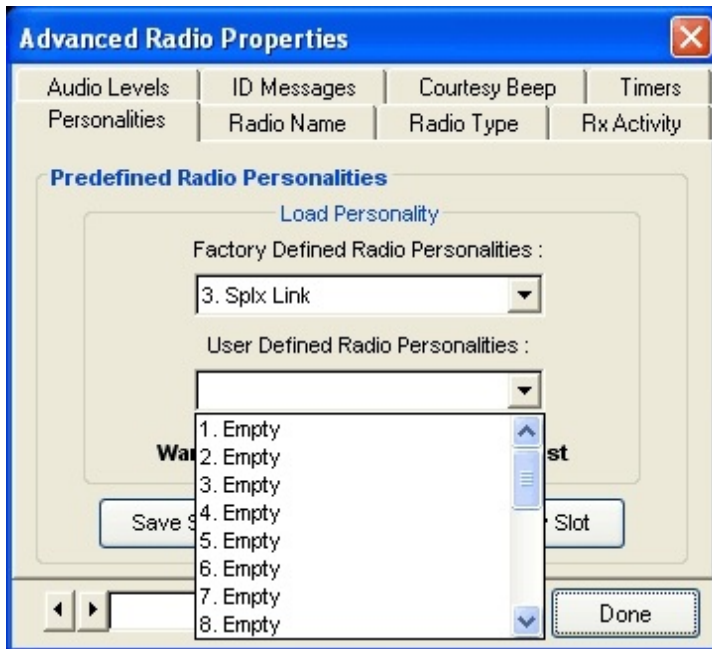 Advanced Radio Properties
Audio Levels ID Messages Courtesy Beep Timers
Personalities Radio Name Radio Type Rx Activity
Predefined Radio Personalities
Load Personality
Factory Defined Radio Personalities :
3. Splx Link
User Defined Radio Personalities :
1. Empty
2. Empty
3. Empty
4. Empty
5. Empty
6. Empty
7. Empty
8. Empty
Save
Slot
Done